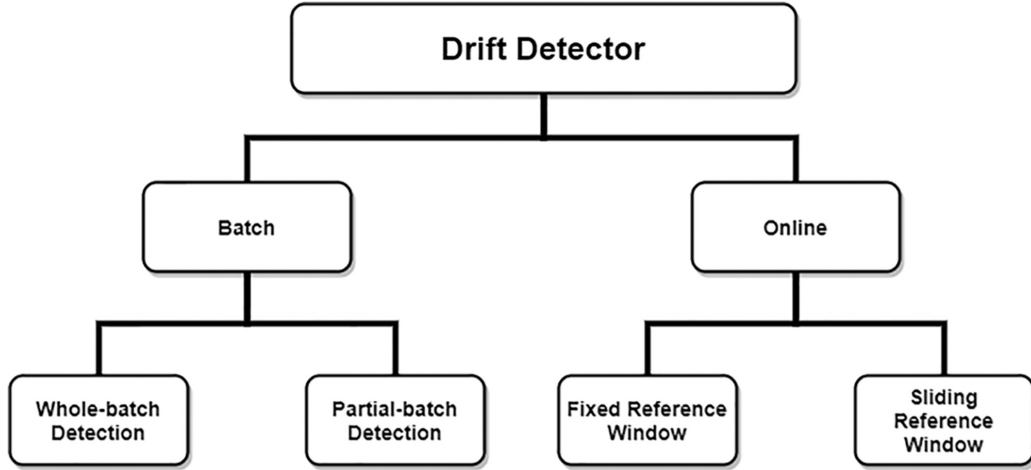 Drift Detector
Batch
Online
Whole-batch
Detection
Partial-batch
Detection
Fixed Reference
Window
Sliding
Reference
Window